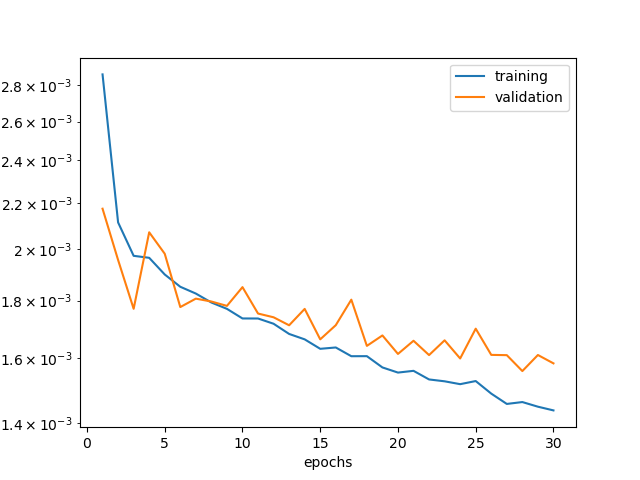 training
validation
2.8 × 10⁻³
2.6 × 10⁻³
2.4 × 10⁻³
2.2 × 10⁻³
2 × 10⁻³
1.8 × 10⁻³
1.6 × 10⁻³
1.4 × 10⁻³
0 5 10 15 20 25 30
epochs